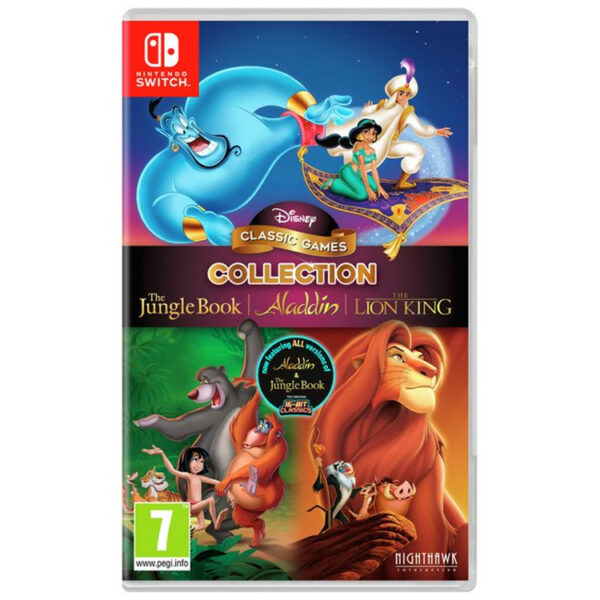 NINTENDO
SWITCH™
Disney
CLASSIC GAMES
COLLECTION
The Jungle Book | Aladdin | THE LION KING
now featuring ALL versions of
Aladdin
&
The Jungle Book
THE ORIGINAL
16-BIT
CLASSICS
7
www.pegi.info
NIGHTHAWK
interactive